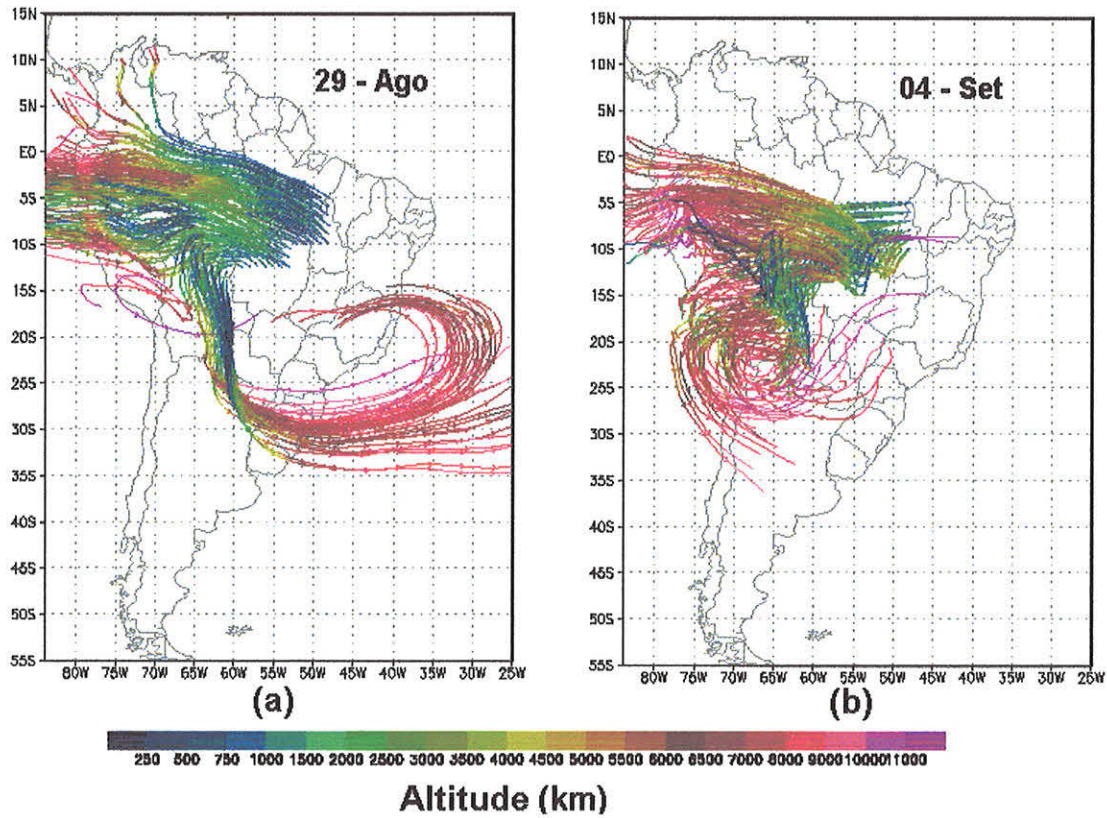 15N 15N
10N 10N
29 - Ago 04 - Set
5N 5N
EQ EQ
5S 5S
10S 10S
15S 15S
20S 20S
25S 25S
30S 30S
35S 35S
40S 40S
45S 45S
50S 50S
55S 55S
80W 75W 70W 65W 60W 55W 50W 45W 40W 35W 30W 25W 80W 75W 70W 65W 60W 55W 50W 45W 40W 35W 30W 25W
(a) (b)
250 500 750 1000 1500 2000 2500 3000 3500 4000 4500 5000 5500 6000 6500 7000 8000 9000 10000 11000
Altitude (km)